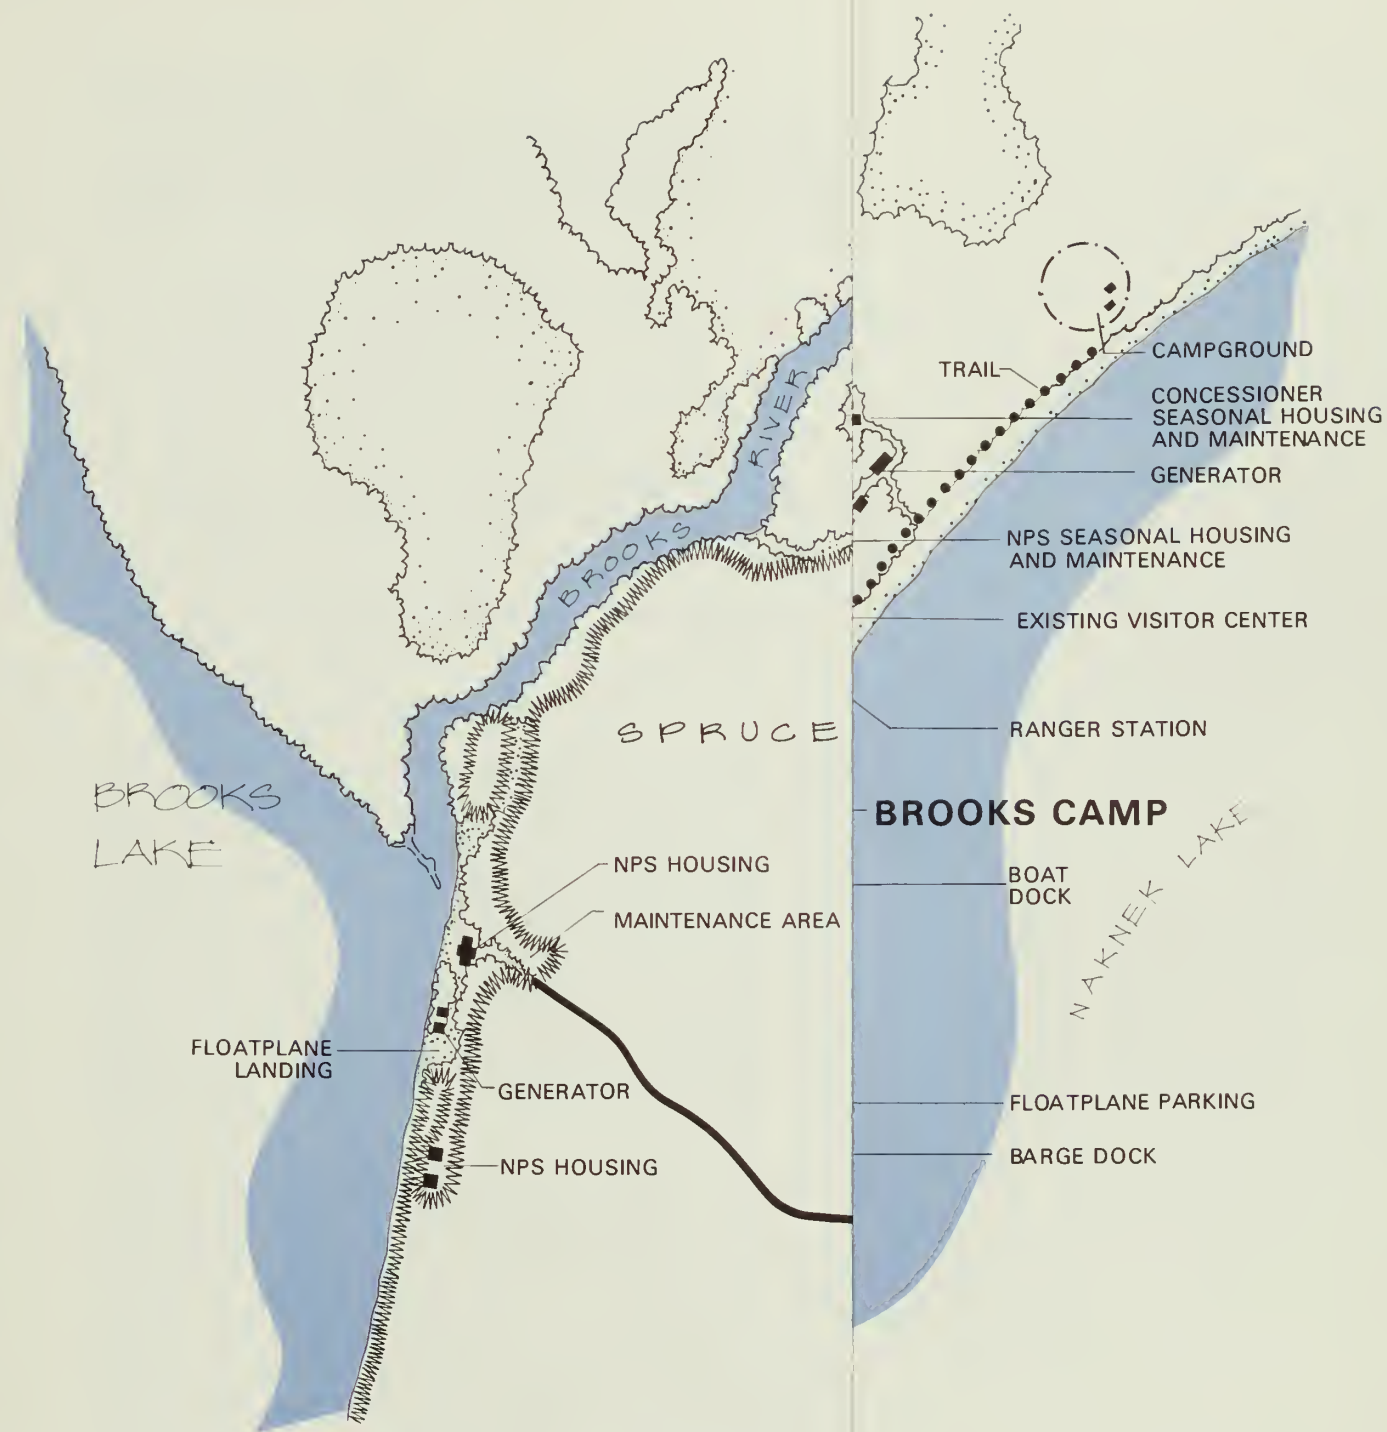 CAMPGROUND
TRAIL
CONCESSIONER
SEASONAL HOUSING
AND MAINTENANCE
GENERATOR
RIVER
BROOKS
NPS SEASONAL HOUSING
AND MAINTENANCE
EXISTING VISITOR CENTER
SPRUCE
RANGER STATION
BROOKS
LAKE
BROOKS CAMP
NAKNEK LAKE
NPS HOUSING
BOAT
DOCK
MAINTENANCE AREA
FLOATPLANE
LANDING
GENERATOR
FLOATPLANE PARKING
BARGE DOCK
NPS HOUSING